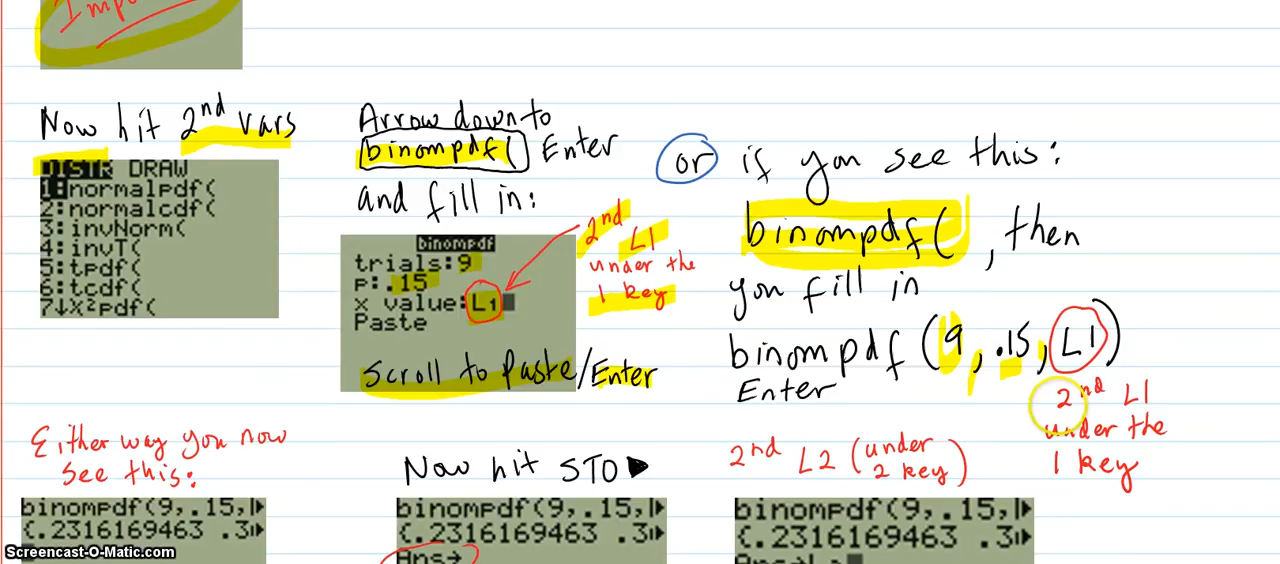 Impo
Now hit 2nd vars
DISTR DRAW
1:normalpdf(
2:normalcdf(
3:invNorm(
4:invT(
5:tpdf(
6:tcdf(
7↓X²pdf(
Arrow down to
binompdf( Enter
and fill in:
binompdf
trials:9
p:.15
x value:L1
Paste
Scroll to Paste/Enter
2nd L1
under the
1 key
or if you see this:
binompdf( , then
you fill in
binompdf (9, .15, L1)
Enter
2nd L1
under the
1 key
Either way you now
see this:
binompdf(9,.15,
(.2316169463 .3
Now hit STO▶
binompdf(9,.15,
(.2316169463 .3
Ans→
2nd L2 (under
2 key)
binompdf(9,.15,
(.2316169463 .3
Screencast-O-Matic.com